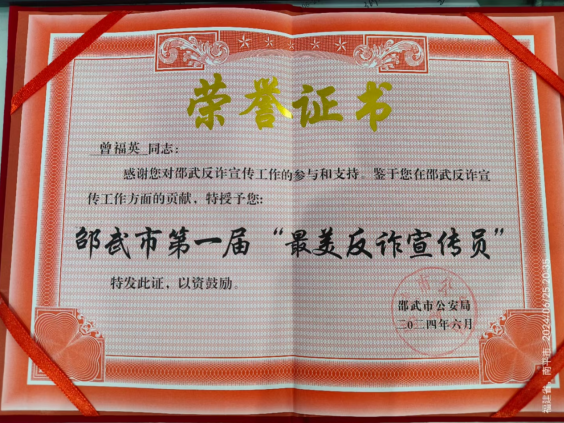 荣誉证书
曾福英 同志：
感谢您对邵武反诈宣传工作的参与和支持。鉴于您在邵武反诈宣
传工作方面的贡献，特授予您：
邵武市第一届“最美反诈宣传员”
特发此证，以资鼓励。
邵武市公安局
二〇二四年六月